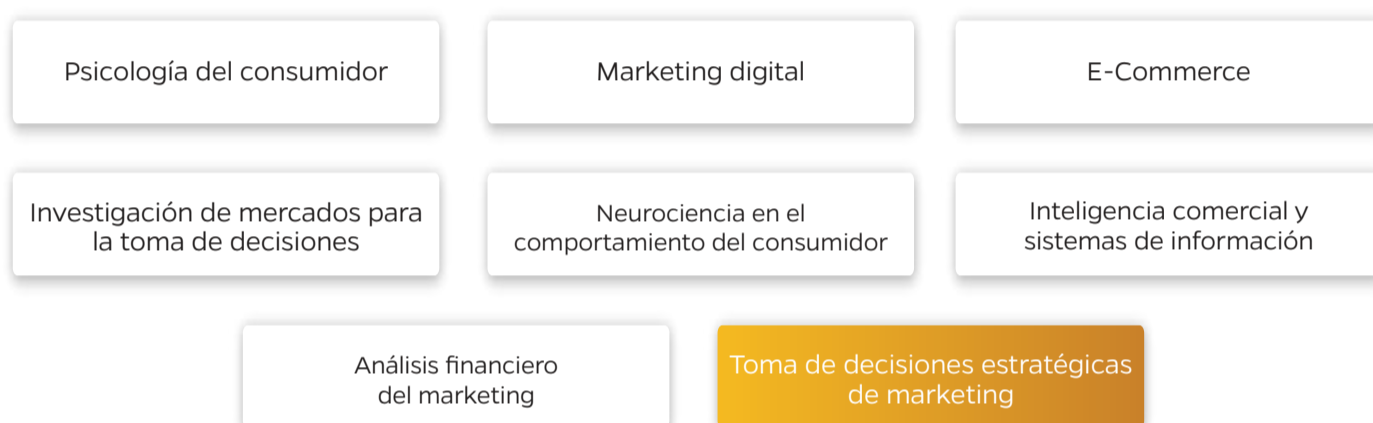 Psicología del consumidor
Marketing digital
E-Commerce
Investigación de mercados para
la toma de decisiones
Neurociencia en el
comportamiento del consumidor
Inteligencia comercial y
sistemas de información
Análisis financiero
del marketing
Toma de decisiones estratégicas
de marketing